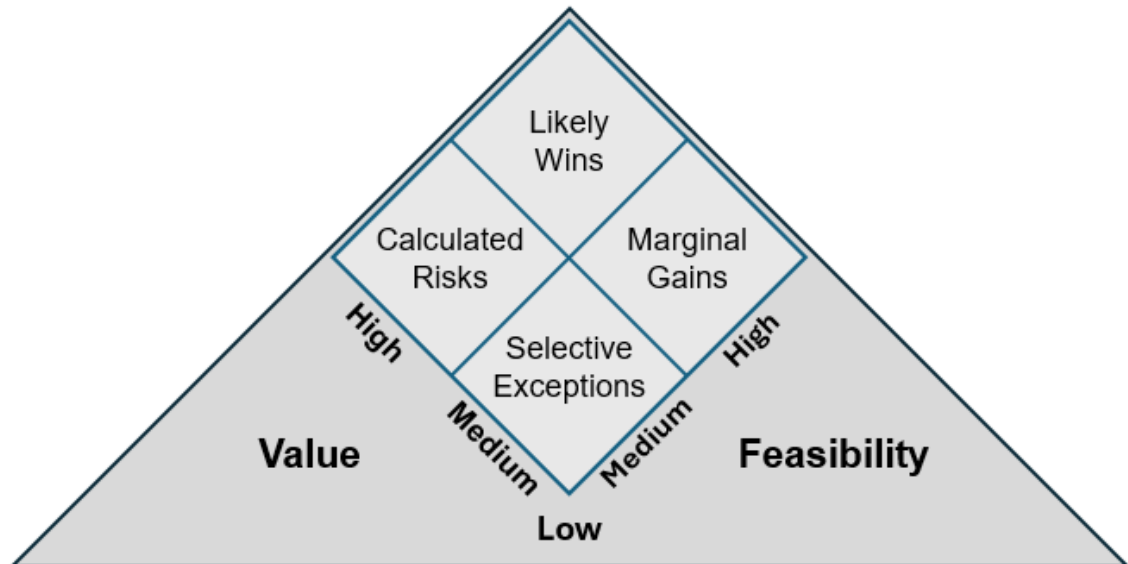 Likely
Wins
Calculated
Risks
Marginal
Gains
Selective
Exceptions
High
High
Medium
Medium
Value
Feasibility
Low